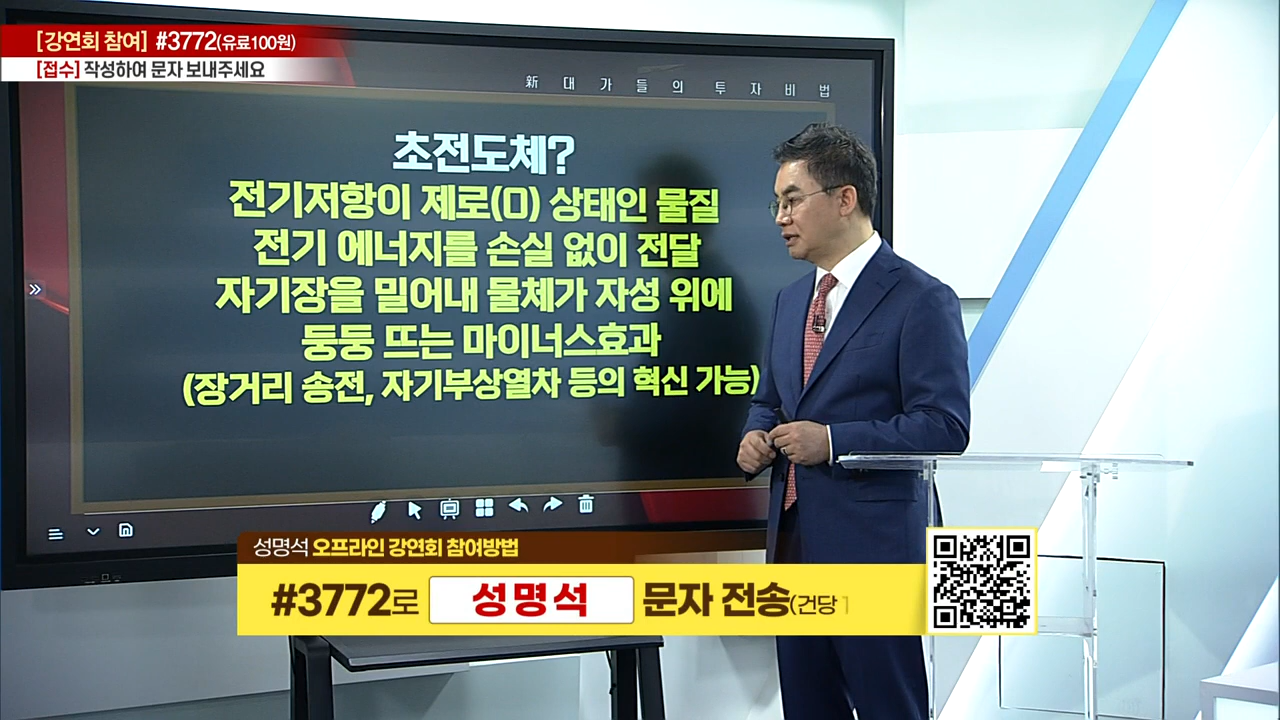 [강연회 참여] #3772(유료100원)
[접수] 작성하여 문자 보내주세요
新 대 가 들 의 투 자 비 법
초전도체?
전기저항이 제로(0) 상태인 물질
전기 에너지를 손실 없이 전달
자기장을 밀어내 물체가 자성 위에
둥둥 뜨는 마이너스효과
(장거리 송전, 자기부상열차 등의 혁신 가능)
성명석 오프라인 강연회 참여방법
#3772로 성명석 문자 전송(건당 1